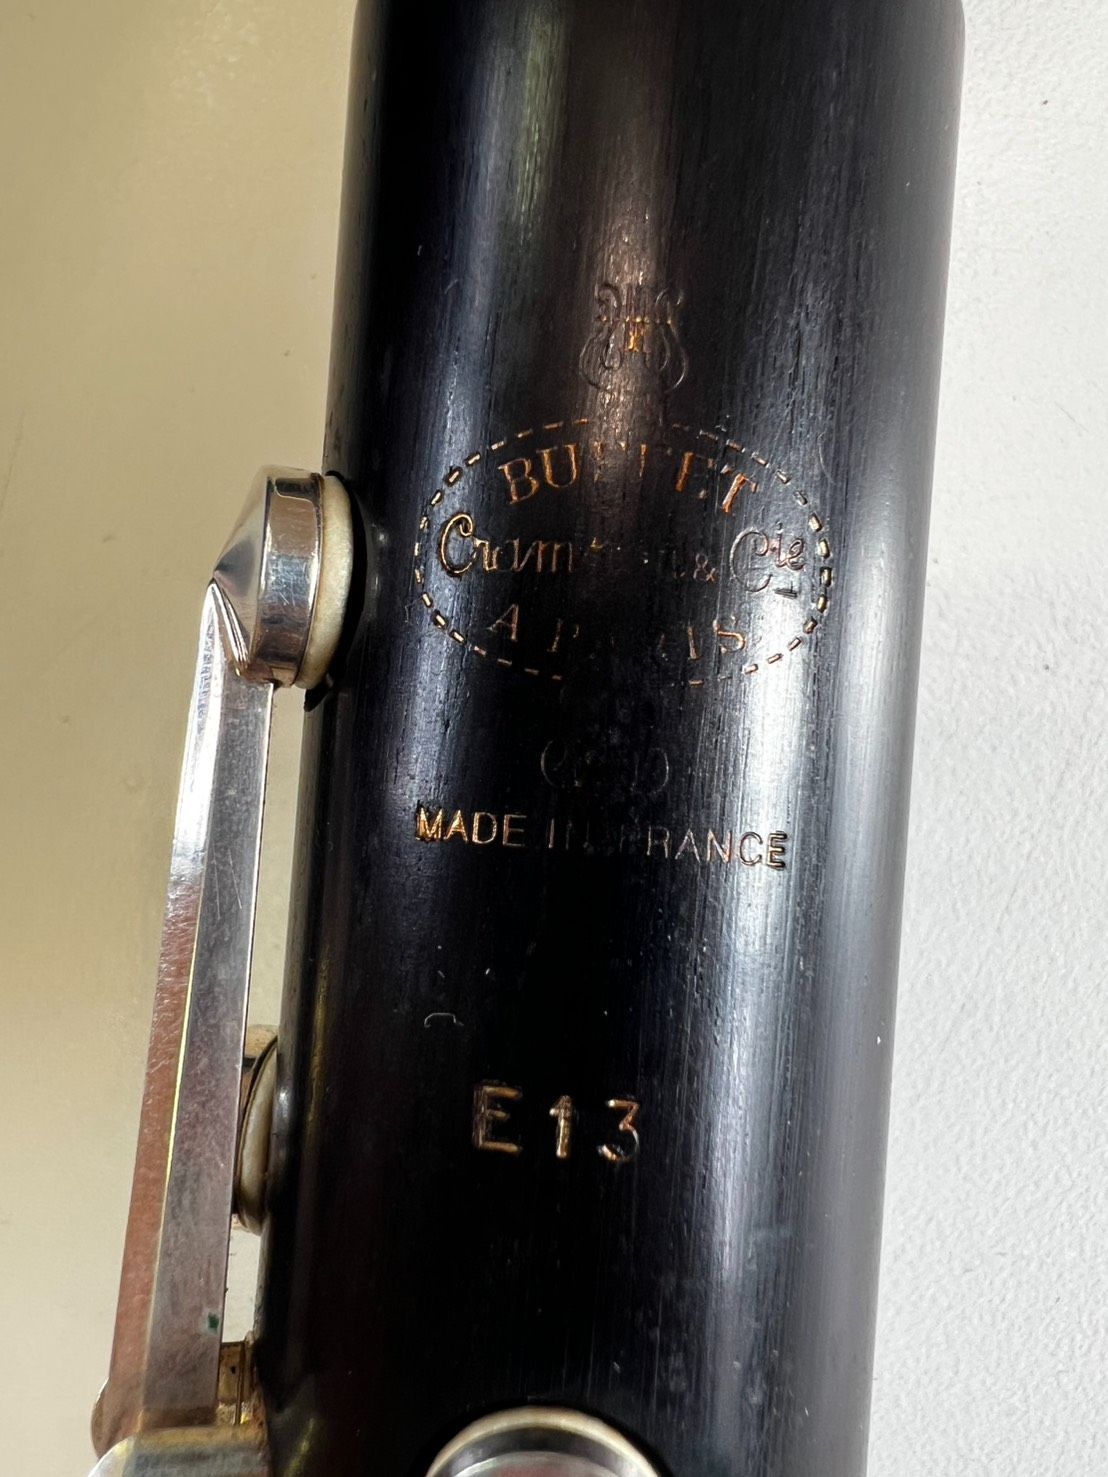 BUFFET
Crampon & Cie
A PARIS
MADE IN FRANCE
E13